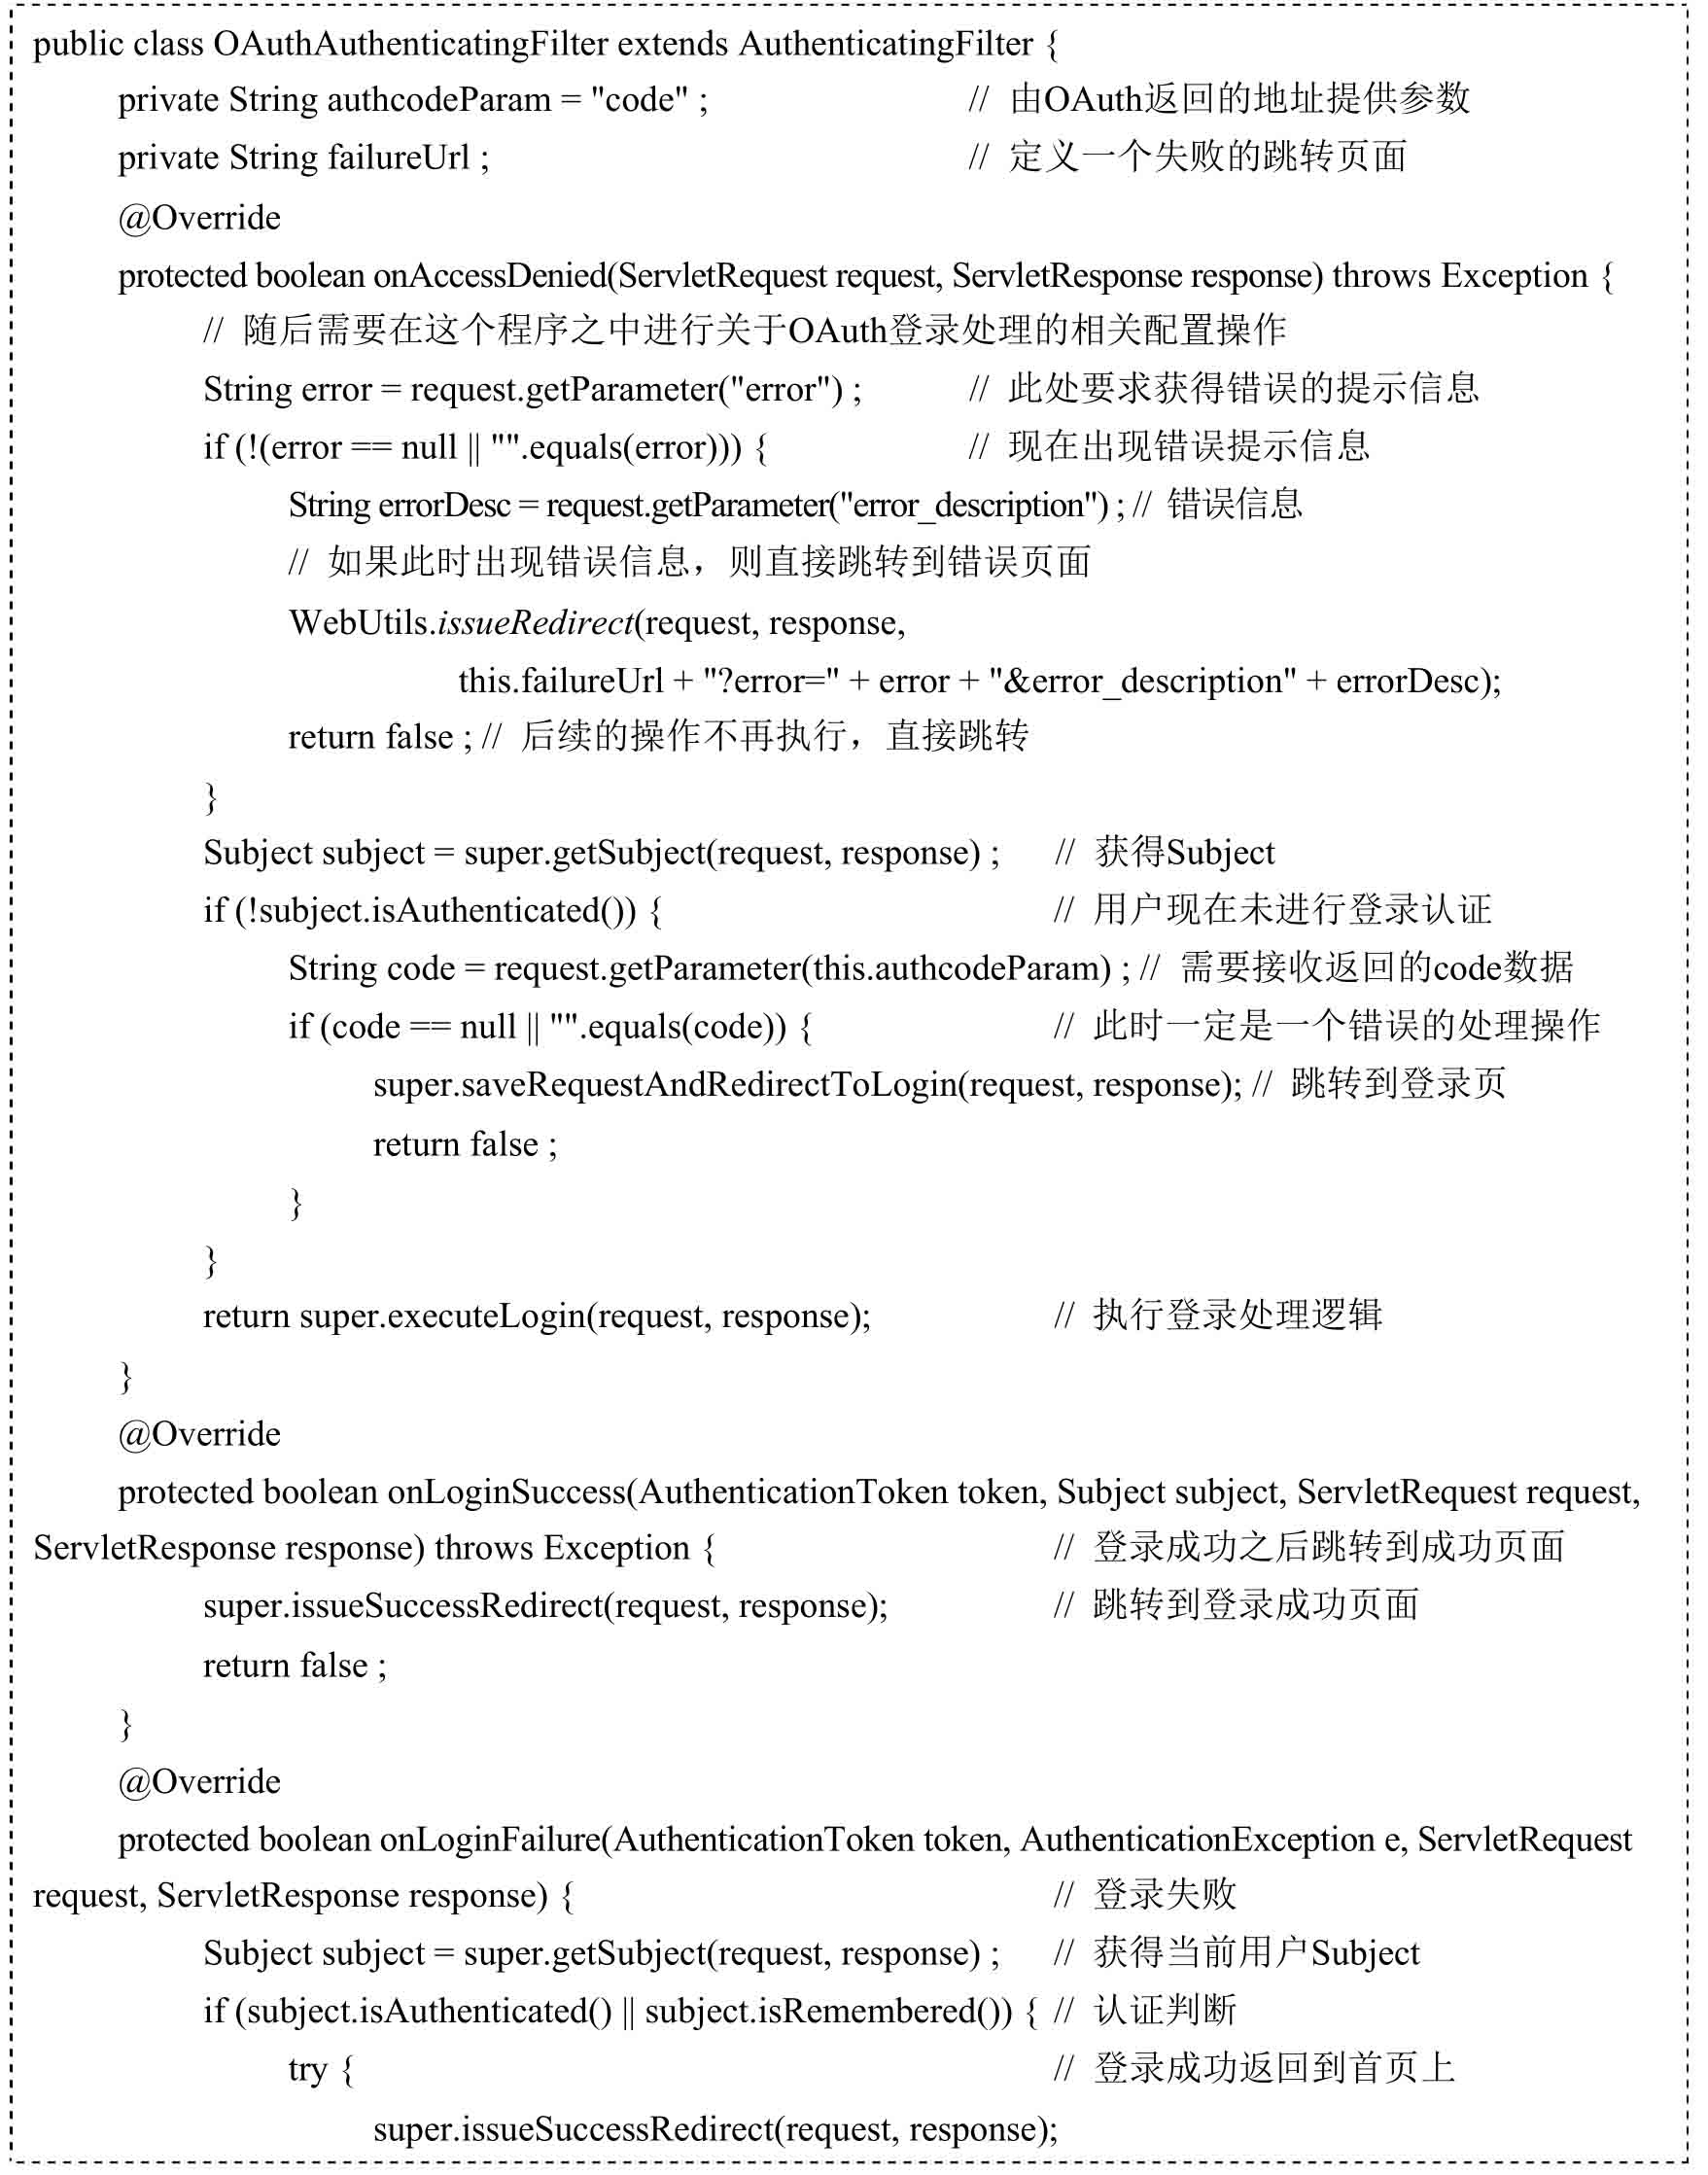 public class OAuthAuthenticatingFilter extends AuthenticatingFilter {
private String authcodeParam = "code" ; // 由OAuth返回的地址提供参数
private String failureUrl ; // 定义一个失败的跳转页面
@Override
protected boolean onAccessDenied(ServletRequest request, ServletResponse response) throws Exception {
// 随后需要在这个程序之中进行关于OAuth登录处理的相关配置操作
String error = request.getParameter("error") ; // 此处要求获得错误的提示信息
if (!(error == null || "".equals(error))) { // 现在出现错误提示信息
String errorDesc = request.getParameter("error_description") ; // 错误信息
// 如果此时出现错误信息，则直接跳转到错误页面
WebUtils.issueRedirect(request, response,
this.failureUrl + "?error=" + error + "&error_description" + errorDesc);
return false ; // 后续的操作不再执行，直接跳转
}
Subject subject = super.getSubject(request, response) ; // 获得Subject
if (!subject.isAuthenticated()) { // 用户现在未进行登录认证
String code = request.getParameter(this.authcodeParam) ; // 需要接收返回的code数据
if (code == null || "".equals(code)) { // 此时一定是一个错误的处理操作
super.saveRequestAndRedirectToLogin(request, response); // 跳转到登录页
return false ;
}
}
return super.executeLogin(request, response); // 执行登录处理逻辑
}
@Override
protected boolean onLoginSuccess(AuthenticationToken token, Subject subject, ServletRequest request,
ServletResponse response) throws Exception { // 登录成功之后跳转到成功页面
super.issueSuccessRedirect(request, response); // 跳转到登录成功页面
return false ;
}
@Override
protected boolean onLoginFailure(AuthenticationToken token, AuthenticationException e, ServletRequest
request, ServletResponse response) { // 登录失败
Subject subject = super.getSubject(request, response) ; // 获得当前用户Subject
if (subject.isAuthenticated() || subject.isRemembered()) { // 认证判断
try { // 登录成功返回到首页上
super.issueSuccessRedirect(request, response);